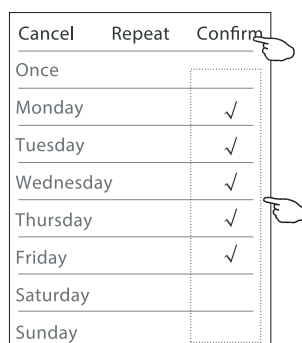 Cancel Repeat Confirm
Once
Monday √
Tuesday √
Wednesday √
Thursday √
Friday √
Saturday
Sunday